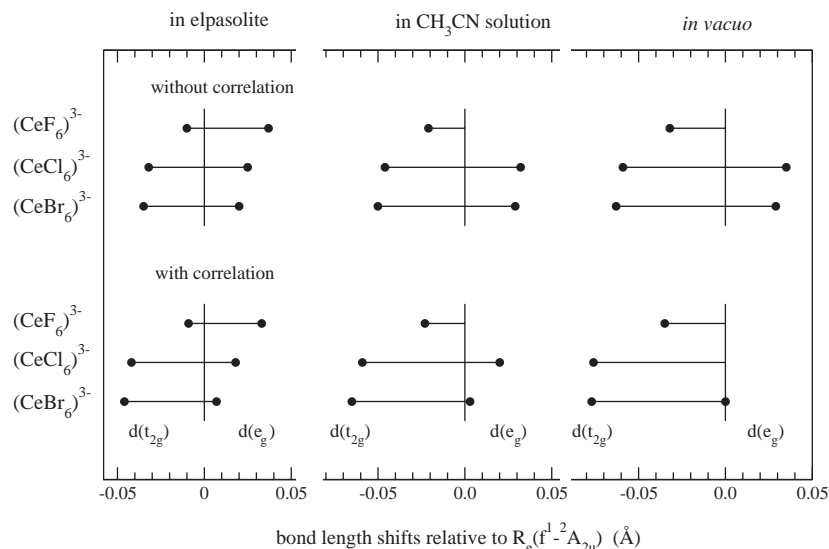 in elpasolite in CH₃CN solution in vacuo
without correlation
(CeF₆)³⁻
(CeCl₆)³⁻
(CeBr₆)³⁻
with correlation
(CeF₆)³⁻
(CeCl₆)³⁻
(CeBr₆)³⁻
d(t₂g) d(eg) d(t₂g) d(eg) d(t₂g) d(eg)
-0.05 0 0.05 -0.05 0.0 0.05 -0.05 0.0 0.05
bond length shifts relative to Rₑ(f¹-²A₂ᵤ) (Å)